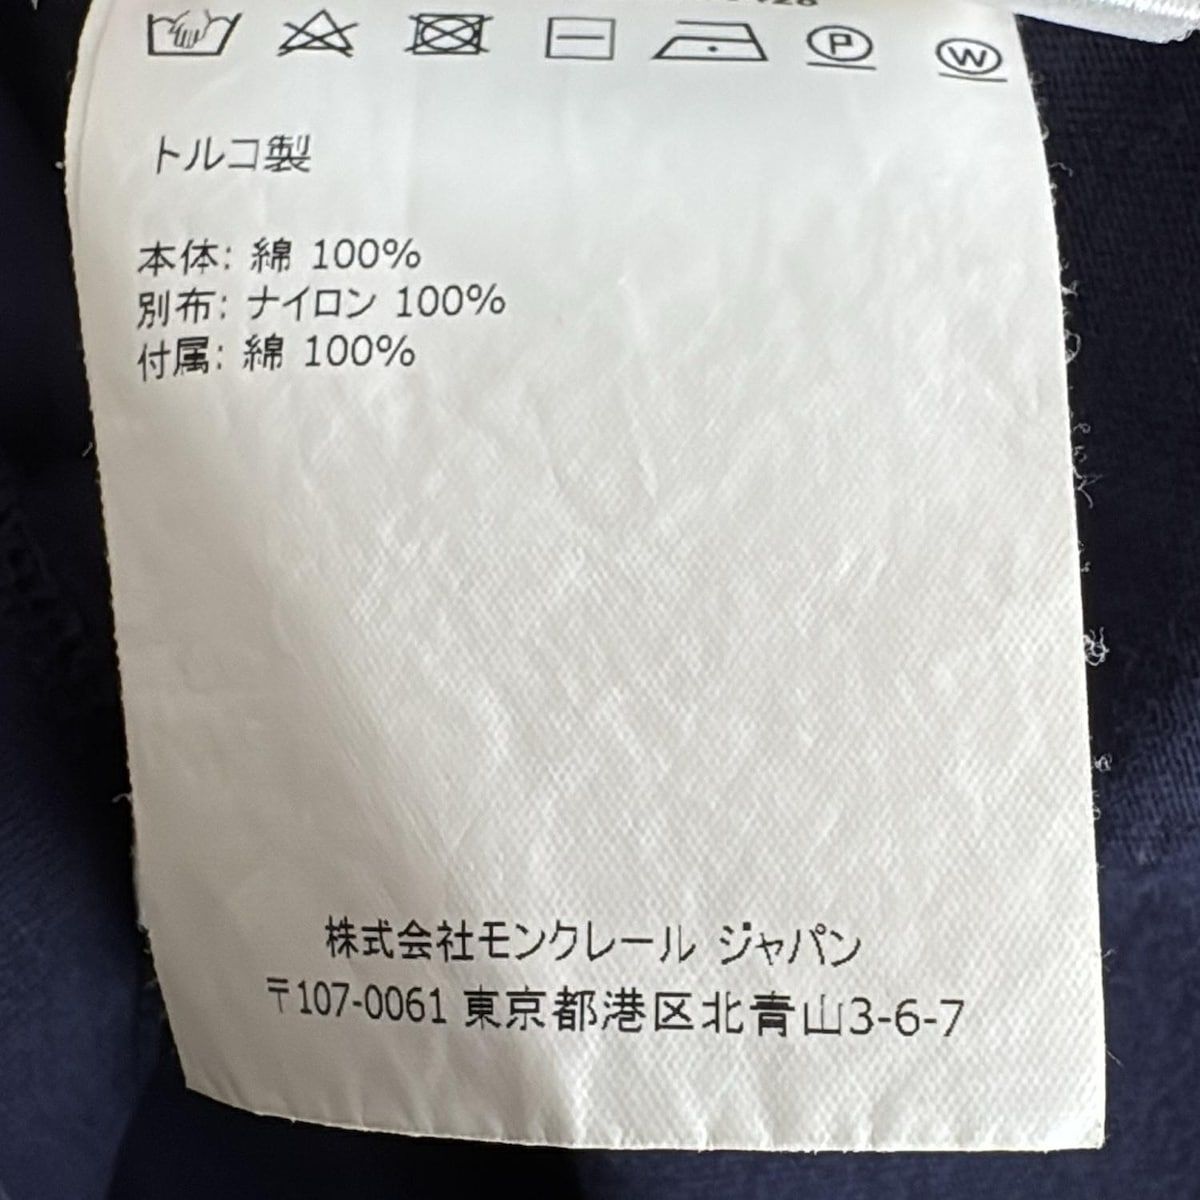 P W
トルコ製
本体: 綿 100%
別布: ナイロン 100%
付属: 綿 100%
株式会社モンクレール ジャパン
〒107-0061 東京都港区北青山3-6-7